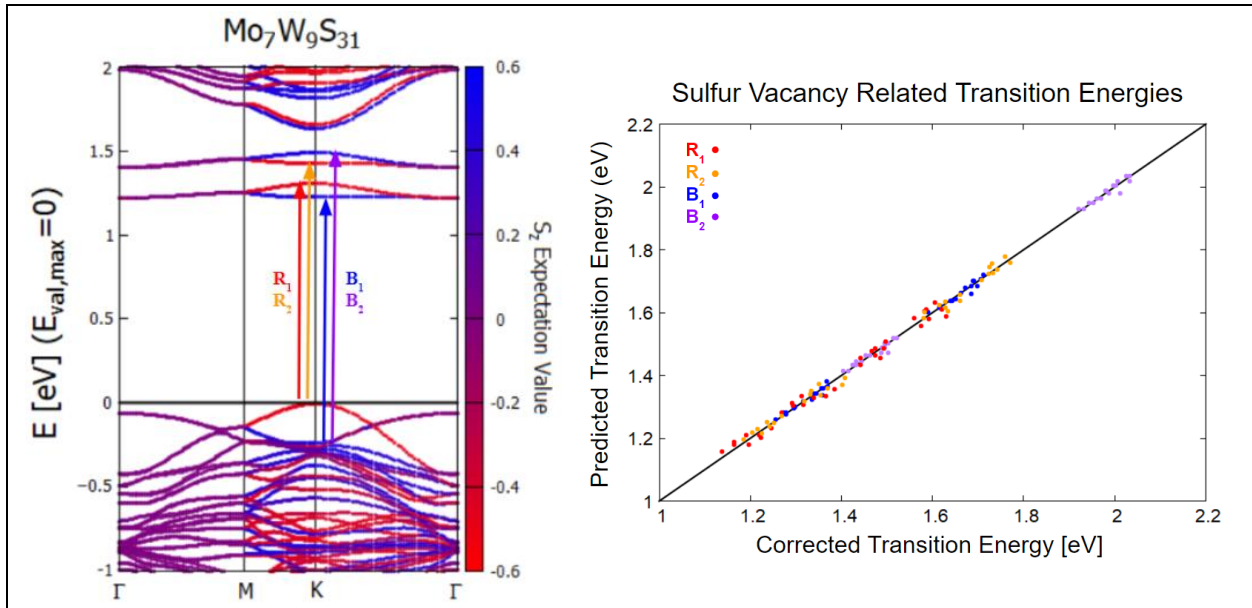 Mo7W9S31
E [eV] (Eval,max=0)
2
1.5
1
0.5
0
-0.5
-1
Γ
M
K
Γ
R1
R2
B1
B2
0.6
0.4
0.2
0
-0.2
-0.4
-0.6
Sz Expectation Value
Sulfur Vacancy Related Transition Energies
Predicted Transition Energy (eV)
2.2
2
1.8
1.6
1.4
1.2
1
R1
R2
B1
B2
1
1.2
1.4
1.6
1.8
2
2.2
Corrected Transition Energy [eV]